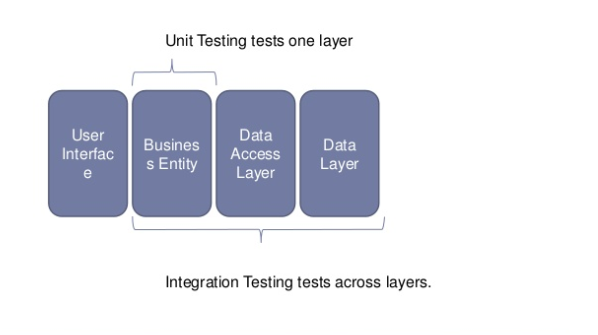 Unit Testing tests one layer
User
Interfac
e
Busines
s Entity
Data
Access
Layer
Data
Layer
Integration Testing tests across layers.